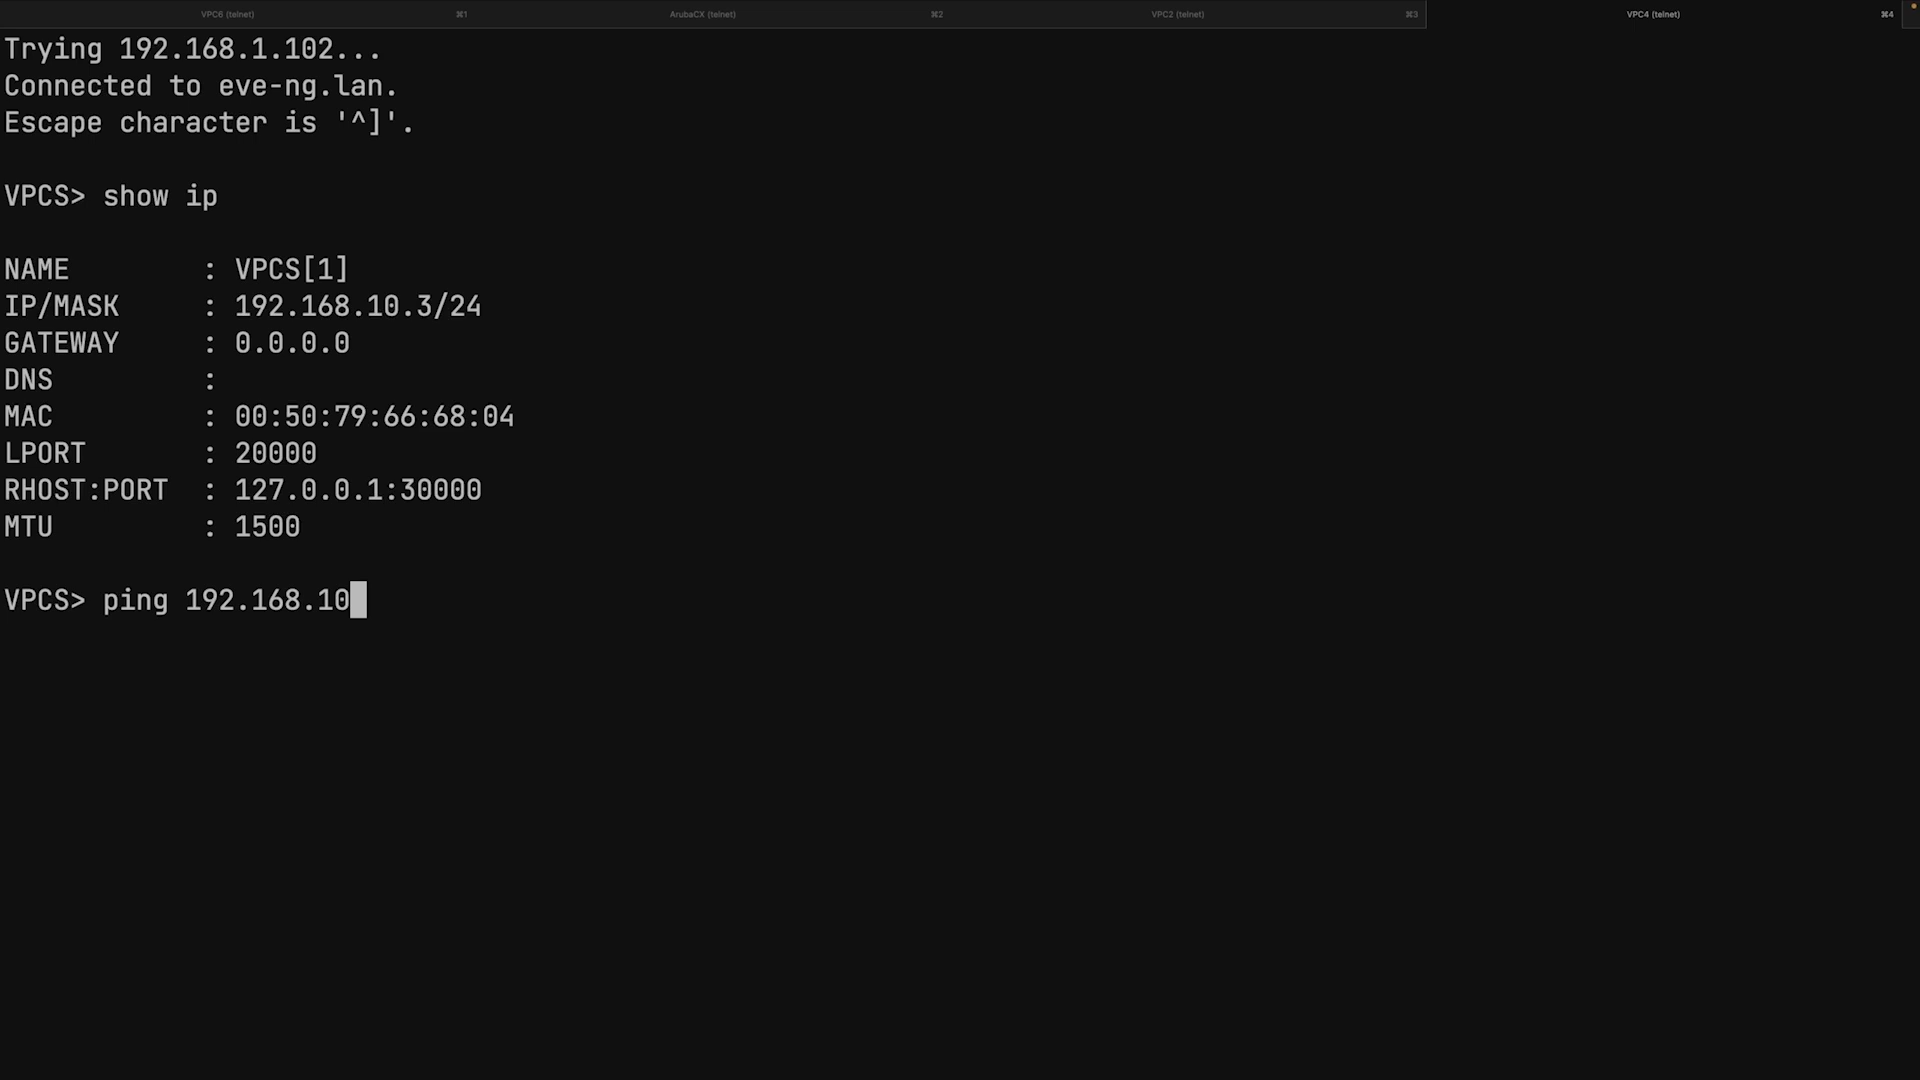 VPC6 (telnet) ⌘1 ArubaCX (telnet) ⌘2 VPC2 (telnet) ⌘3 VPC4 (telnet) ⌘4
Trying 192.168.1.102...
Connected to eve-ng.lan.
Escape character is '^]'.
VPCS> show ip
NAME : VPCS[1]
IP/MASK : 192.168.10.3/24
GATEWAY : 0.0.0.0
DNS :
MAC : 00:50:79:66:68:04
LPORT : 20000
RHOST:PORT : 127.0.0.1:30000
MTU : 1500
VPCS> ping 192.168.10